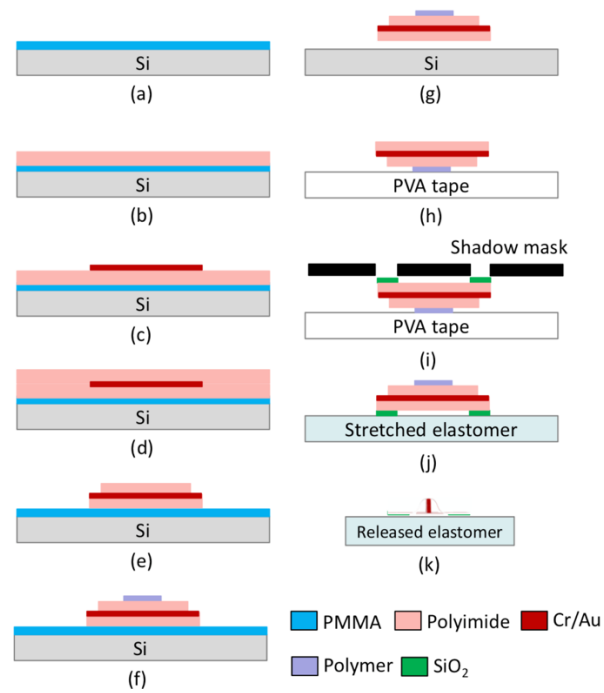 Si
(a)
Si
(b)
Si
(c)
Si
(d)
Si
(e)
Si
(f)
Si
(g)
PVA tape
(h)
Shadow mask
PVA tape
(i)
Stretched elastomer
(j)
Released elastomer
(k)
PMMA Polyimide Cr/Au
Polymer SiO₂